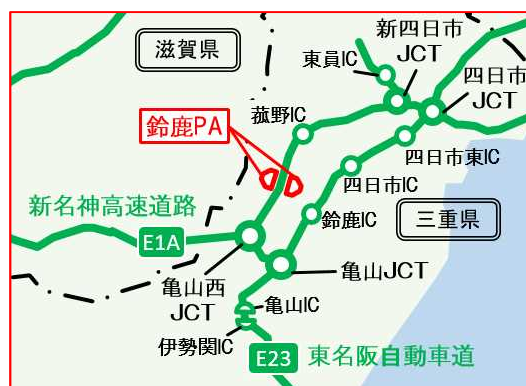 滋賀県
新四日市
JCT
東員IC
四日市
JCT
鈴鹿PA
菰野IC
四日市東IC
四日市IC
新名神高速道路
鈴鹿IC
三重県
E1A
亀山西
JCT
亀山JCT
亀山IC
伊勢関IC
E23
東名阪自動車道